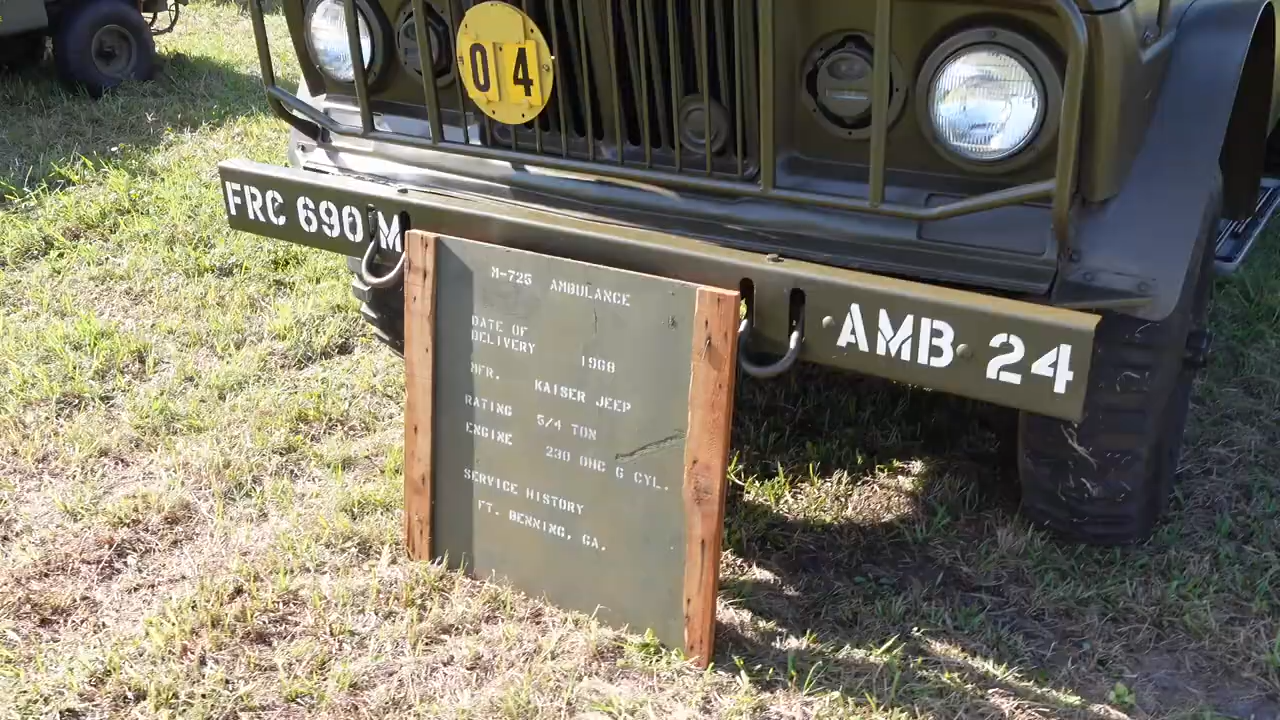 04
FRC 690 M
AMB 24
M-725 AMBULANCE
DATE OF
DELIVERY 1968
MFR. KAISER JEEP
RATING 5/4 TON
ENGINE 230 OHC 6 CYL.
SERVICE HISTORY
FT. BENNING, GA.